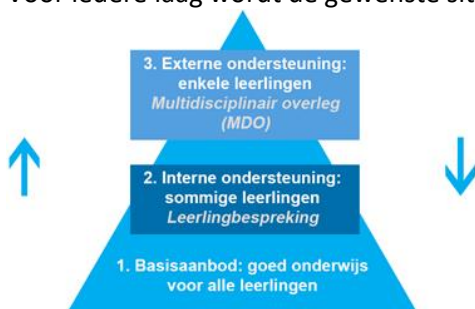 voor iedere laag wordt de gewenste
3. Externe ondersteuning:
enkele leerlingen
Multidisciplinair overleg
(MDO)
2. Interne ondersteuning:
sommige leerlingen
Leerlingbespreking
1. Basisaanbod: goed onderwijs
voor alle leerlingen